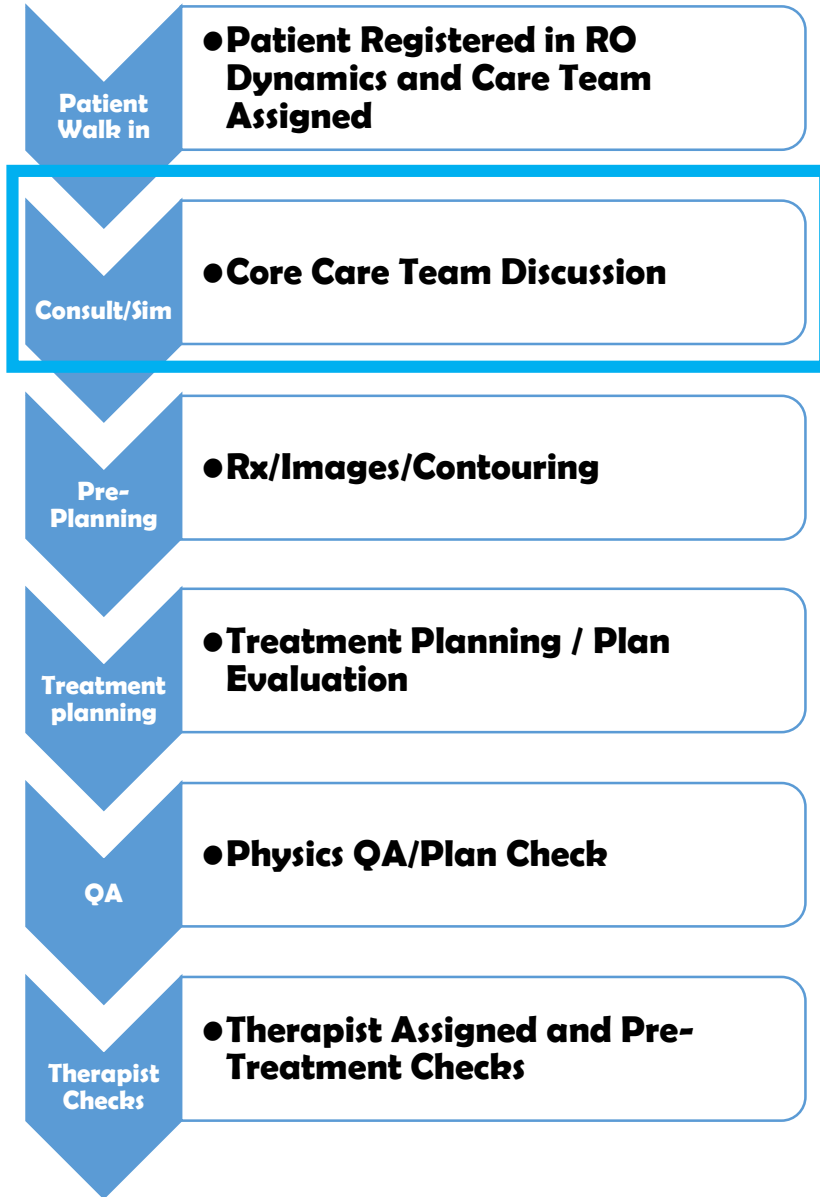 Patient
Walk in
●Patient Registered in RO
Dynamics and Care Team
Assigned
Consult/Sim
●Core Care Team Discussion
Pre-
Planning
●Rx/Images/Contouring
Treatment
planning
●Treatment Planning / Plan
Evaluation
QA
●Physics QA/Plan Check
Therapist
Checks
●Therapist Assigned and Pre-
Treatment Checks